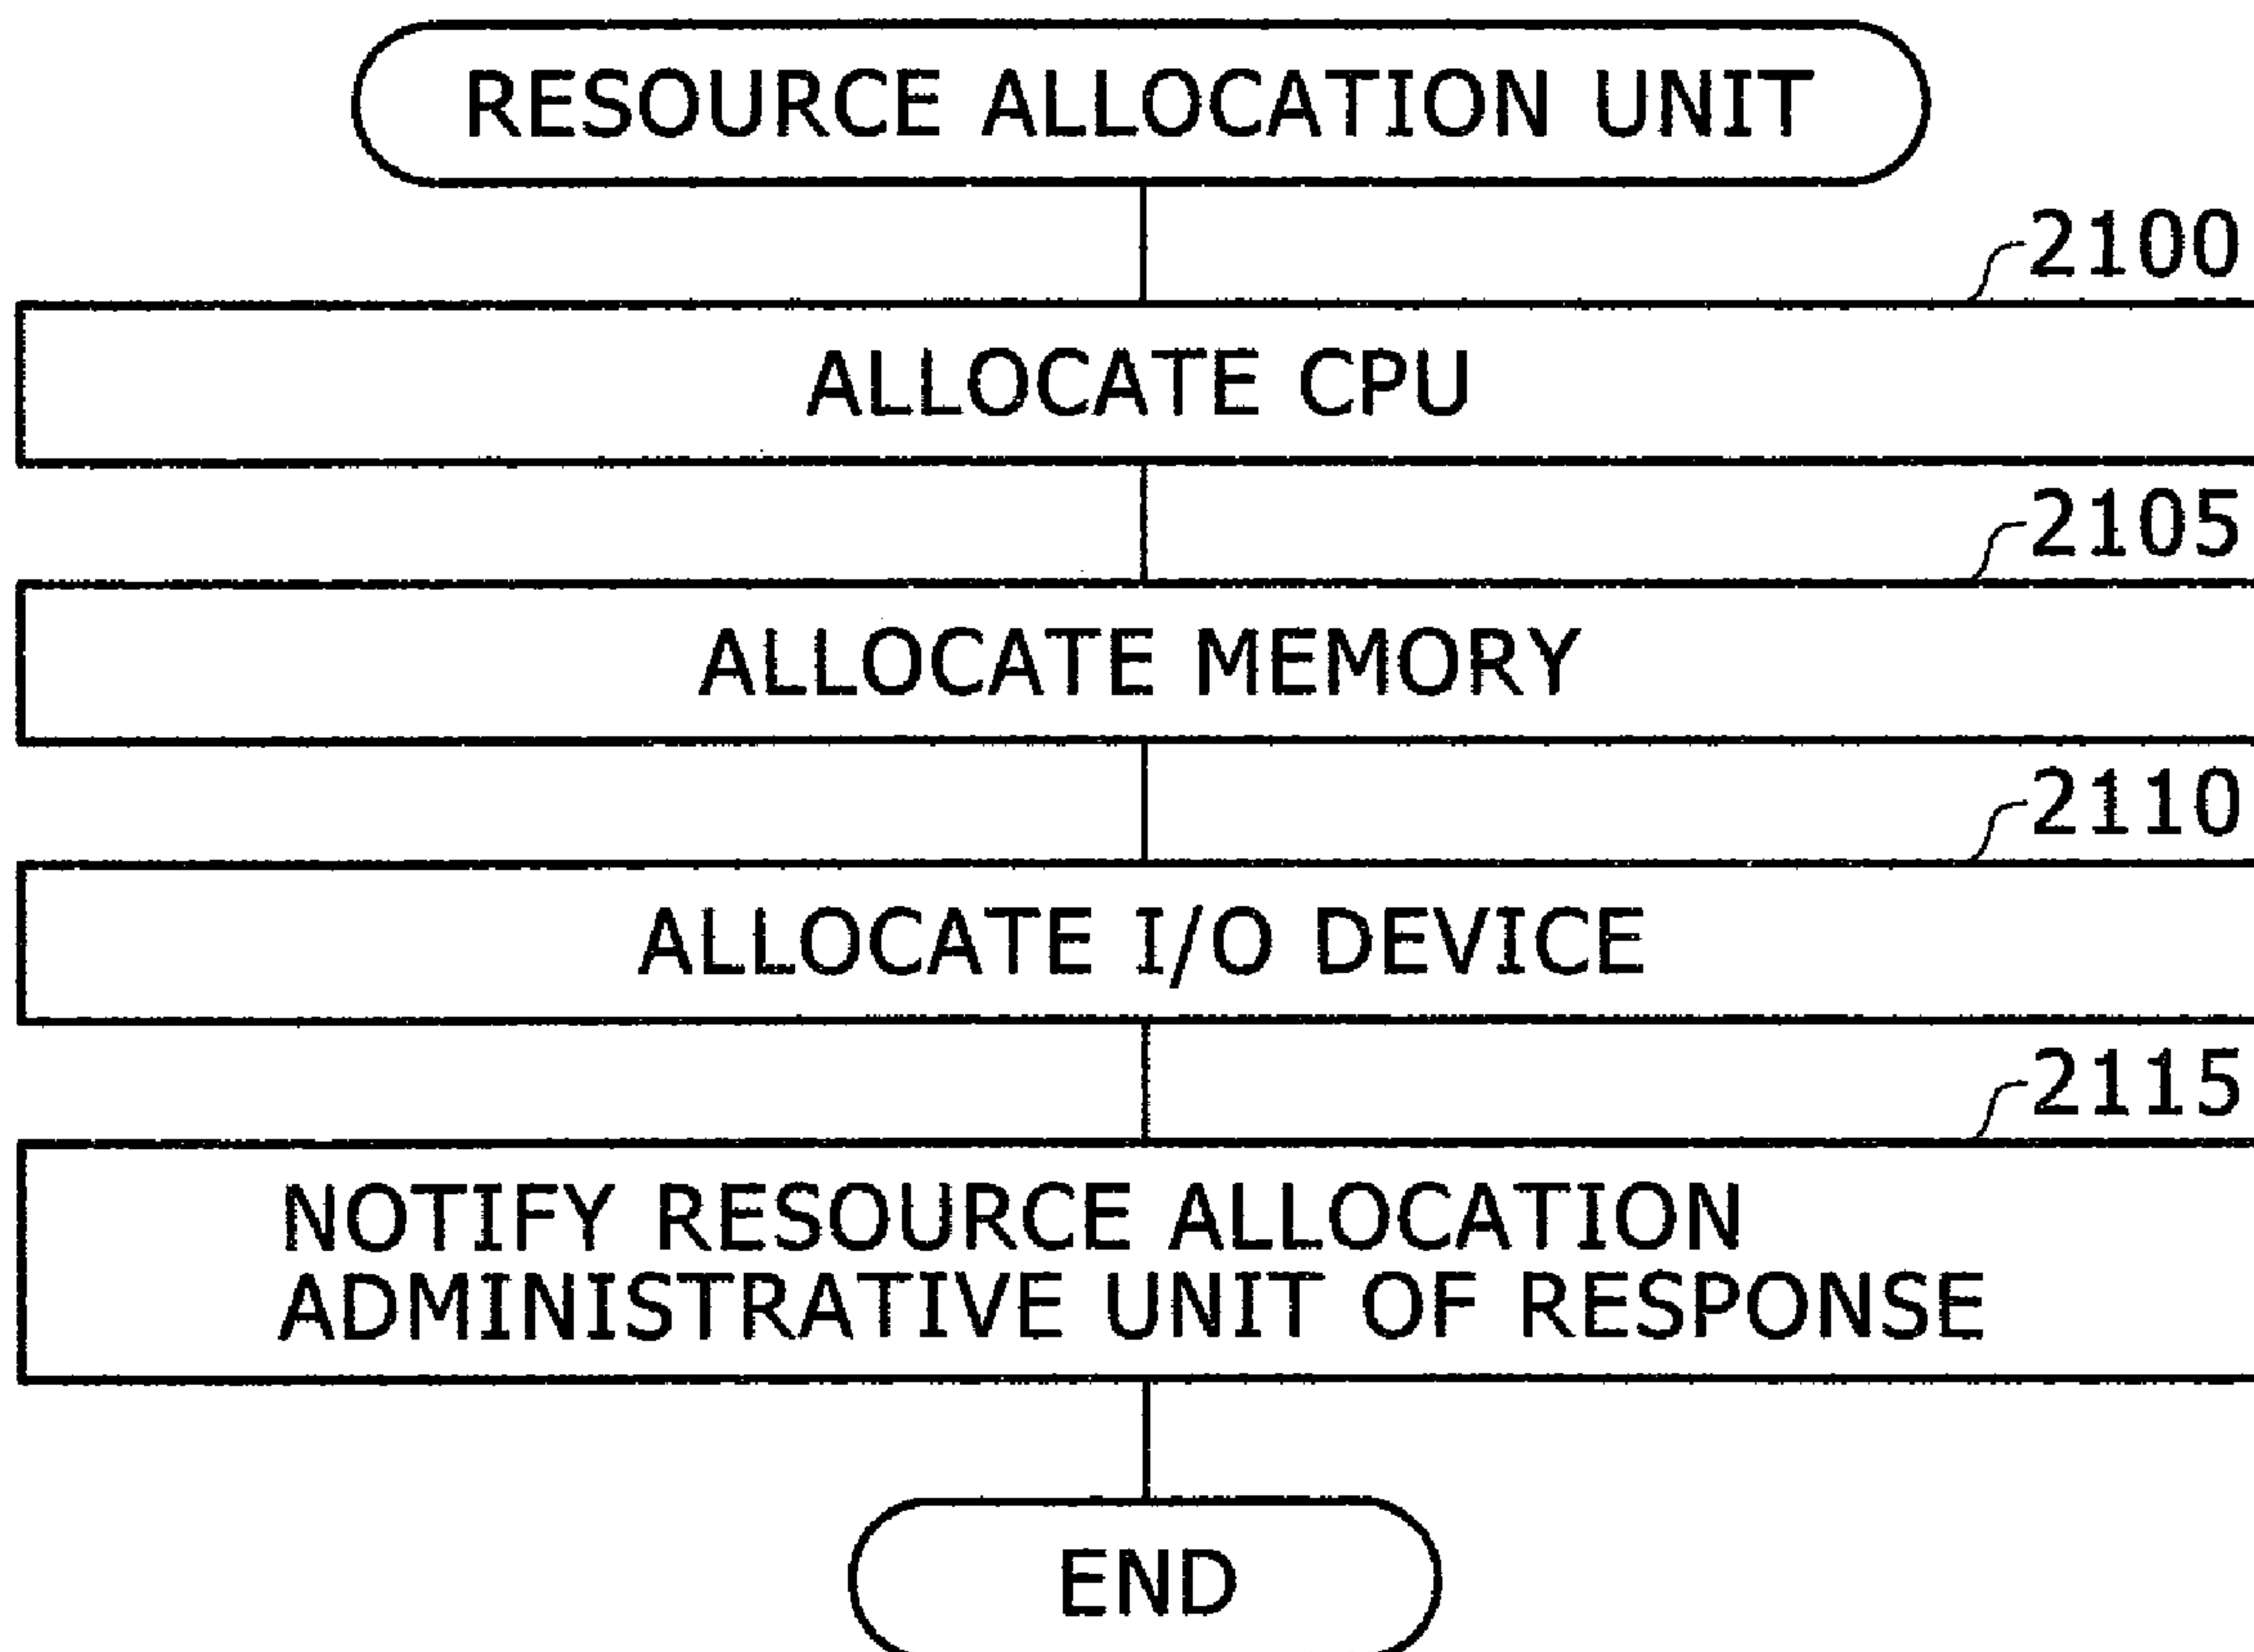 RESOURCE ALLOCATION UNIT
2100
ALLOCATE CPU
2105
ALLOCATE MEMORY
2110
ALLOCATE I/O DEVICE
2115
NOTIFY RESOURCE ALLOCATION
ADMINISTRATIVE UNIT OF RESPONSE
END